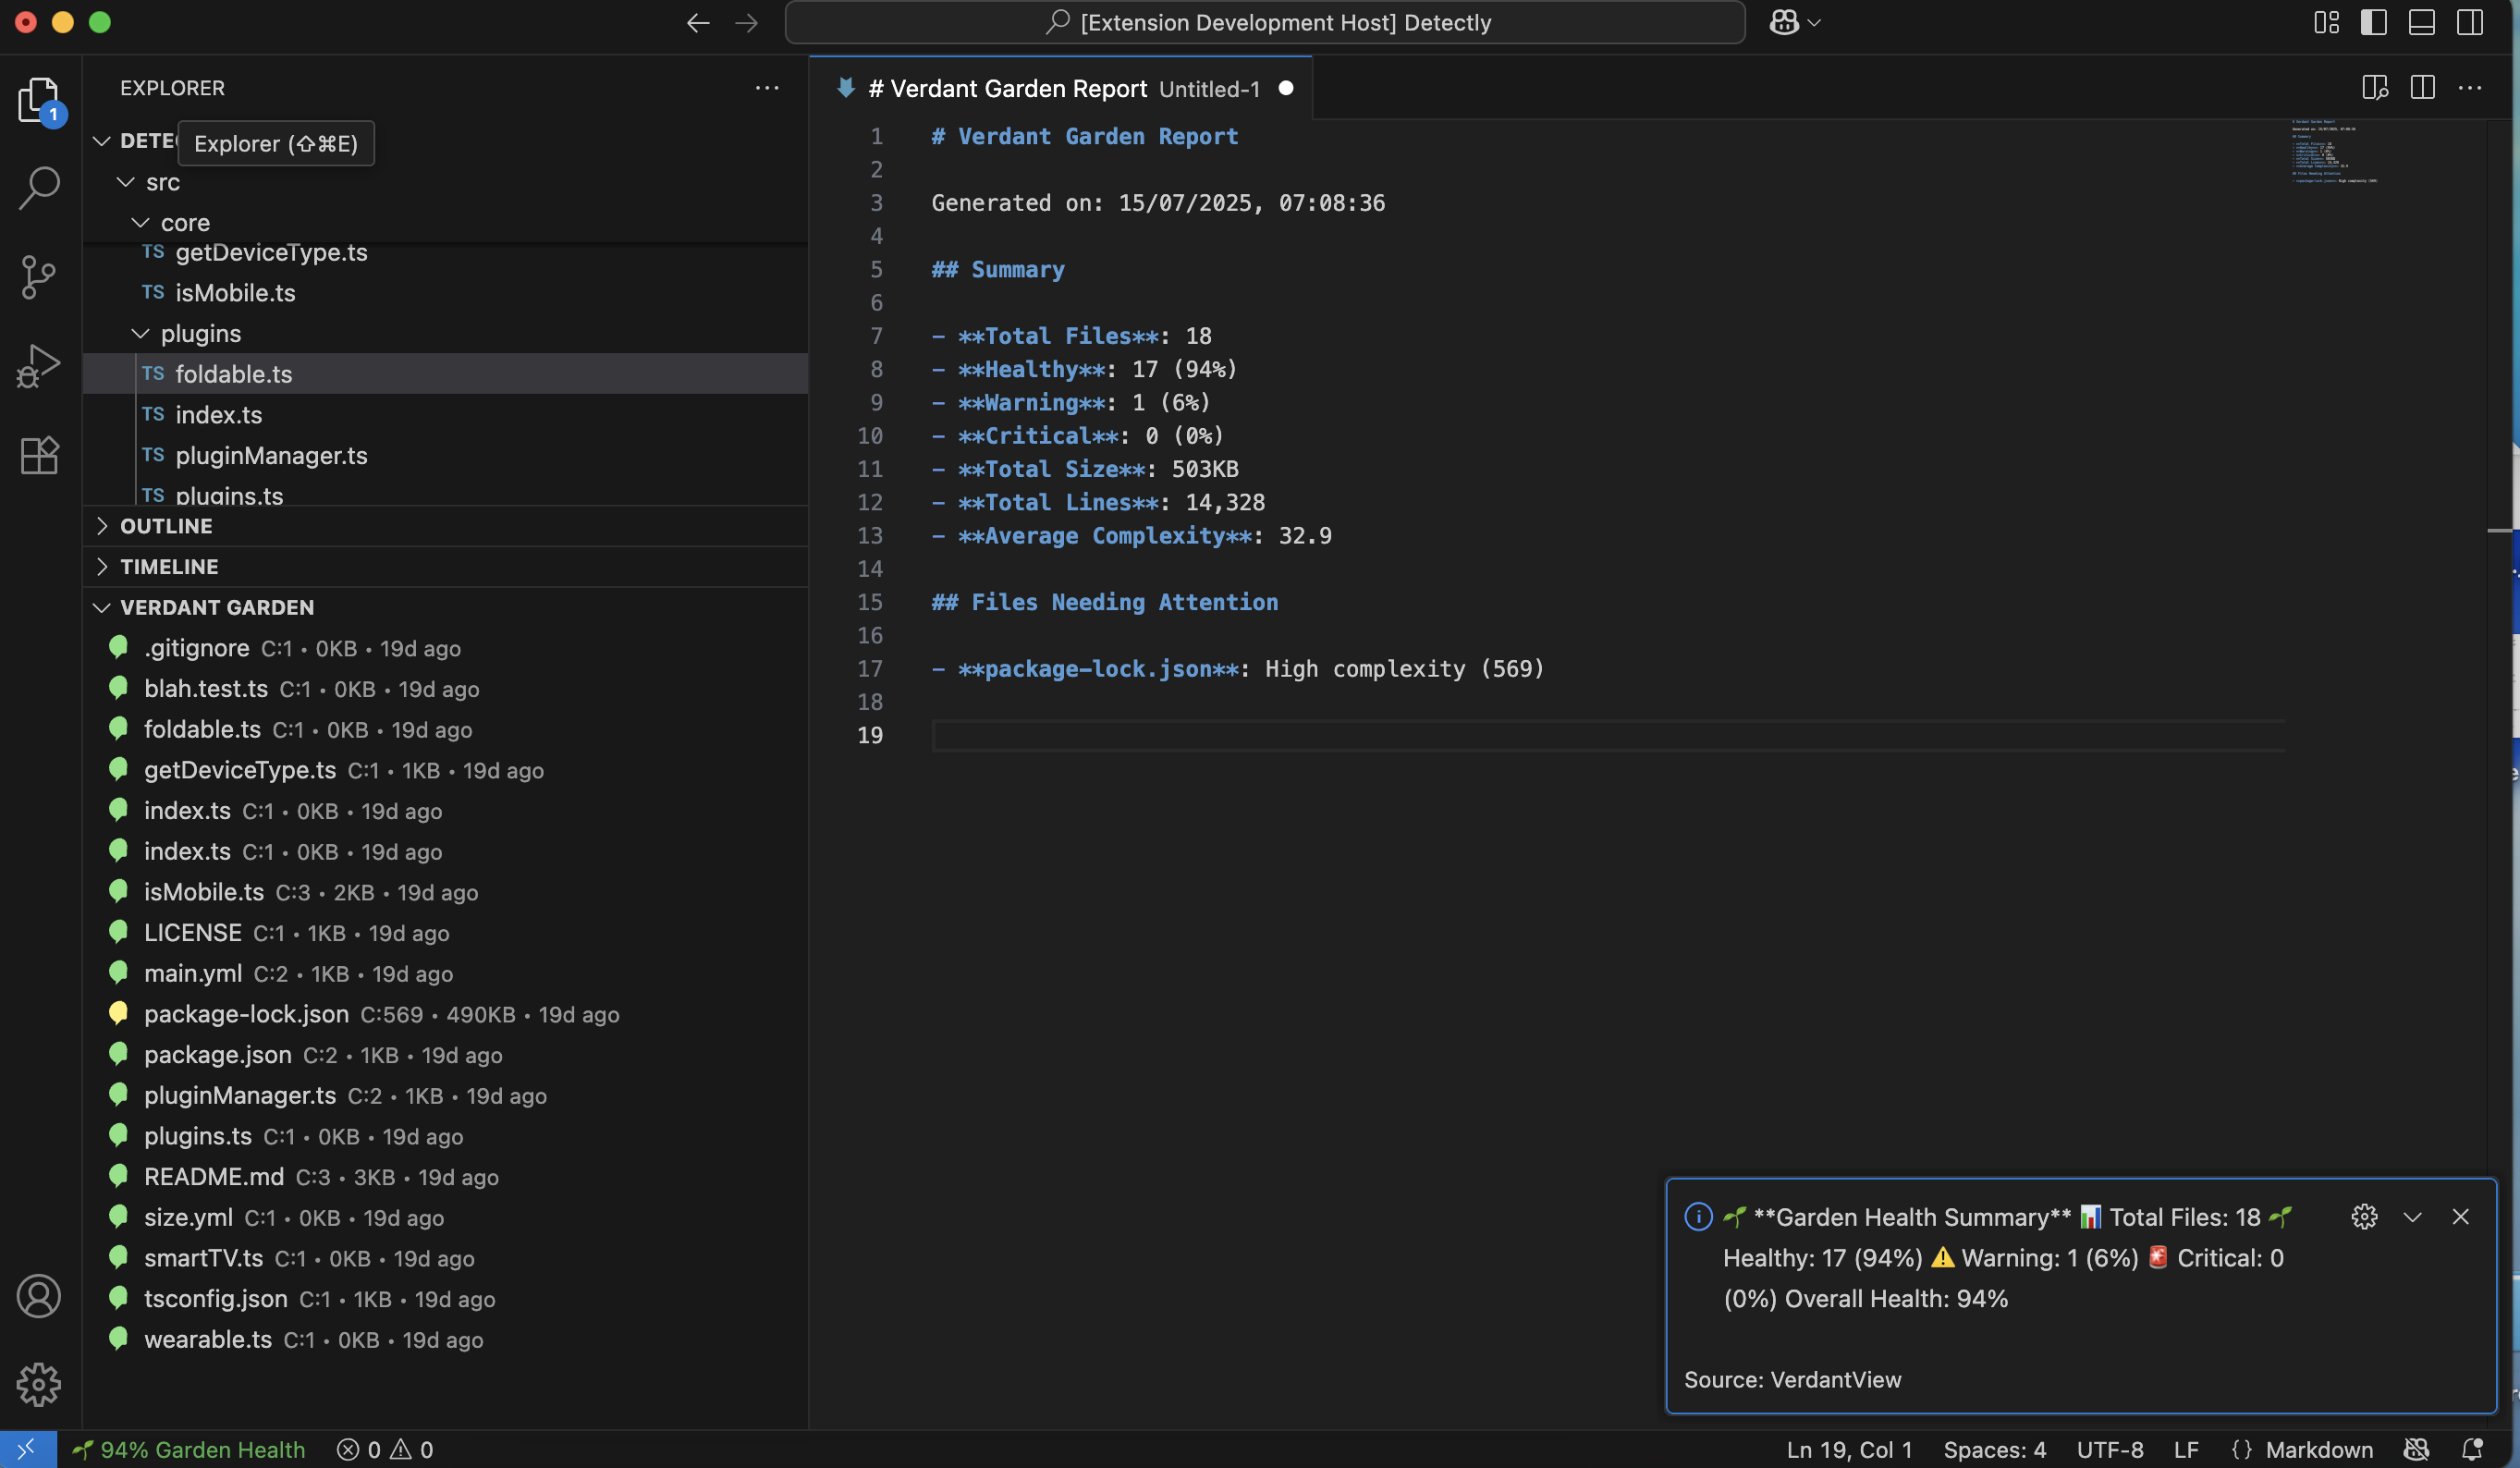 [Extension Development Host] Detectly
EXPLORER
1
DETE
Explorer (⇧⌘E)
src
core
TS getDeviceType.ts
TS isMobile.ts
plugins
TS foldable.ts
TS index.ts
TS pluginManager.ts
TS plugins.ts
OUTLINE
TIMELINE
VERDANT GARDEN
.gitignore C:1 • 0KB • 19d ago
blah.test.ts C:1 • 0KB • 19d ago
foldable.ts C:1 • 0KB • 19d ago
getDeviceType.ts C:1 • 1KB • 19d ago
index.ts C:1 • 0KB • 19d ago
index.ts C:1 • 0KB • 19d ago
isMobile.ts C:3 • 2KB • 19d ago
LICENSE C:1 • 1KB • 19d ago
main.yml C:2 • 1KB • 19d ago
package-lock.json C:569 • 490KB • 19d ago
package.json C:2 • 1KB • 19d ago
pluginManager.ts C:2 • 1KB • 19d ago
plugins.ts C:1 • 0KB • 19d ago
README.md C:3 • 3KB • 19d ago
size.yml C:1 • 0KB • 19d ago
smartTV.ts C:1 • 0KB • 19d ago
tsconfig.json C:1 • 1KB • 19d ago
wearable.ts C:1 • 0KB • 19d ago
# Verdant Garden Report Untitled-1
1 # Verdant Garden Report
2
3 Generated on: 15/07/2025, 07:08:36
4
5 ## Summary
6
7 - **Total Files**: 18
8 - **Healthy**: 17 (94%)
9 - **Warning**: 1 (6%)
10 - **Critical**: 0 (0%)
11 - **Total Size**: 503KB
12 - **Total Lines**: 14,328
13 - **Average Complexity**: 32.9
14
15 ## Files Needing Attention
16
17 - **package-lock.json**: High complexity (569)
18
19
🌱 **Garden Health Summary** 📊 Total Files: 18 🌱
Healthy: 17 (94%) ⚠️ Warning: 1 (6%) 🚨 Critical: 0
(0%) Overall Health: 94%
Source: VerdantView
🌱 94% Garden Health 0 0
Ln 19, Col 1 Spaces: 4 UTF-8 LF {} Markdown